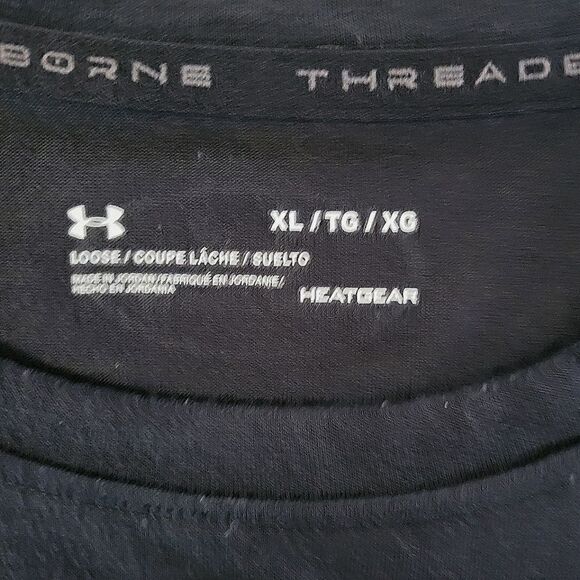 BORNE THREADE
XL / TG / XG
LOOSE / COUPE LÂCHE / SUELTO
MADE IN JORDAN / FABRIQUÉ EN JORDANIE /
HECHO EN JORDANIA
HEATGEAR